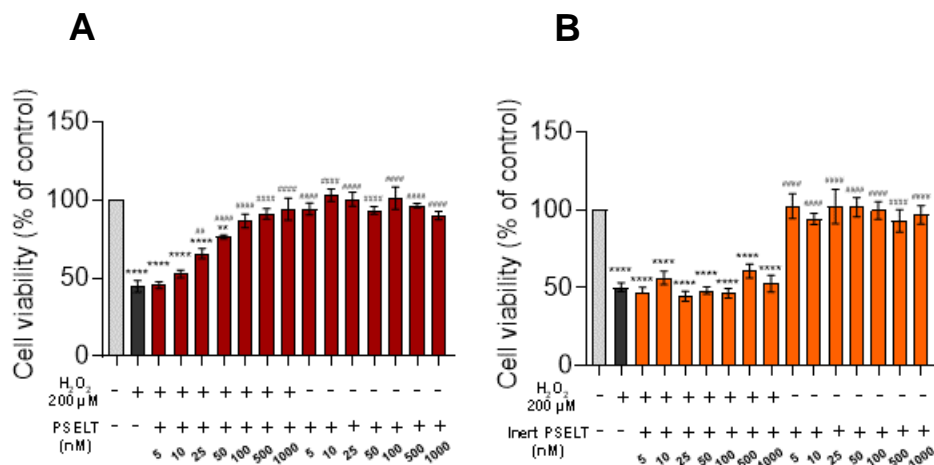 A
Cell viability (% of control)
150
100
50
0
**** **** **** ## **** #### ** #### #### #### #### #### #### #### #### #### ####
H₂O₂ - + + + + + + + + - - - - - - -
200 µM
PSELT - - + + + + + + + + + + + + + +
(nM) 5 10 25 50 100 500 1000 5 10 25 50 100 500 1000
B
Cell viability (% of control)
150
100
50
0
**** **** **** **** **** **** **** **** #### #### #### #### #### #### ####
H₂O₂ - + + + + + + + + - - - - - - -
200 µM
Inert PSELT - - + + + + + + + + + + + + + +
(nM) 5 10 25 50 100 500 1000 5 10 25 50 100 500 1000